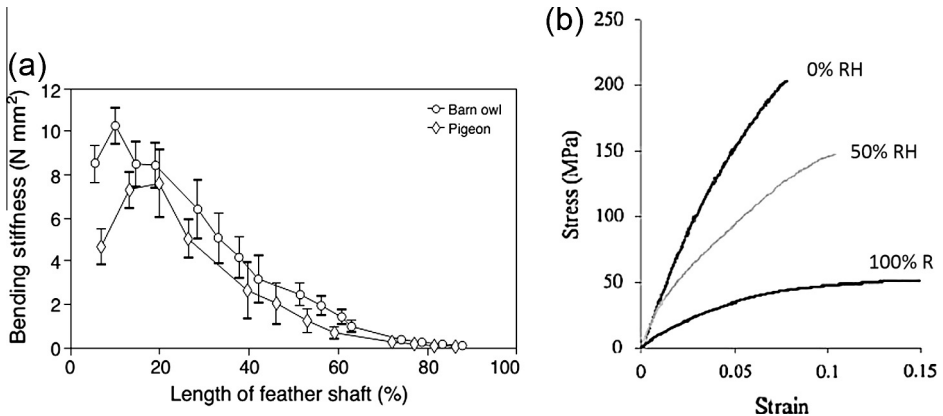 (a)
Bending stiffness (N mm²)
12
10
8
6
4
2
0
Barn owl
Pigeon
0 20 40 60 80 100
Length of feather shaft (%)
(b)
Stress (MPa)
250
200
150
100
50
0
0% RH
50% RH
100% R
0 0.05 0.1 0.15
Strain